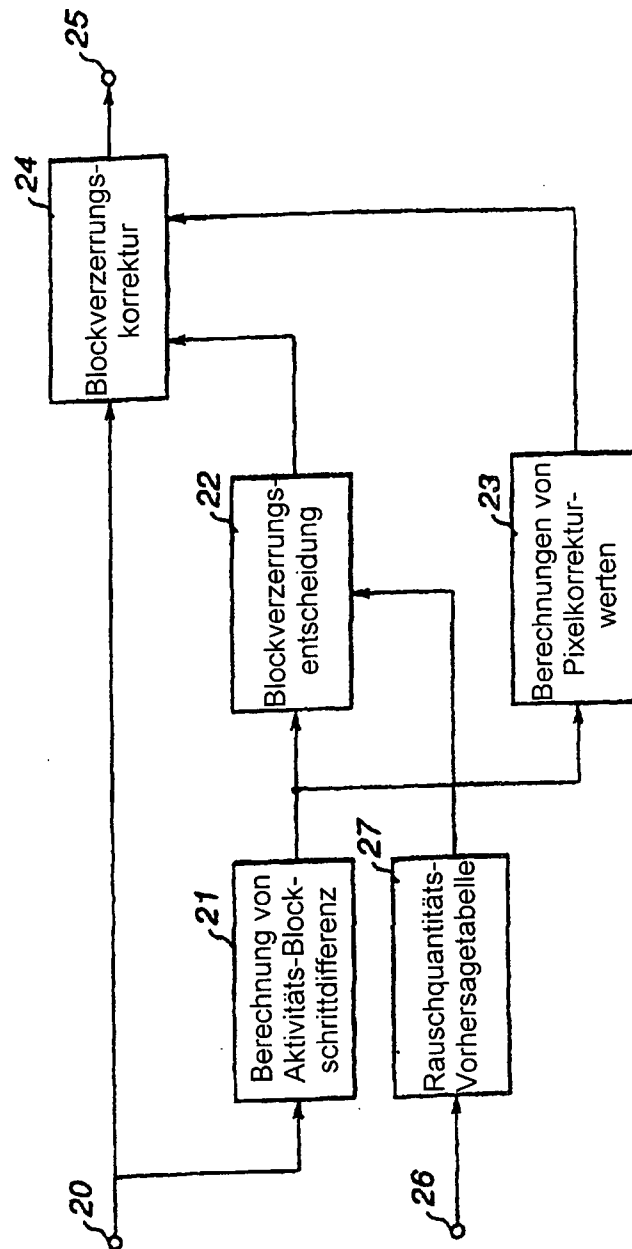 20
21
Berechnung von
Aktivitäts-Block-
schrittdifferenz
22
Blockverzerrungs-
entscheidung
24
Blockverzerrungs-
korrektur
25
26
27
Rauschquantitäts-
Vorhersagetabelle
23
Berechnungen von
Pixelkorrektur-
werten